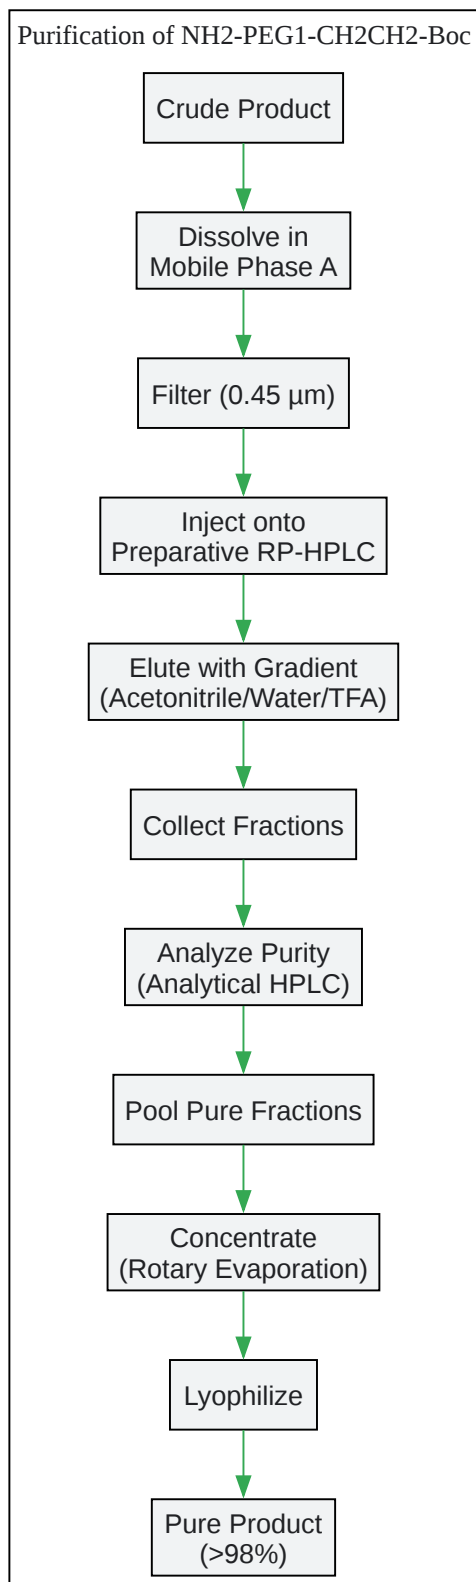 Purification of NH2-PEG1-CH2CH2-Boc
Crude Product
Dissolve in
Mobile Phase A
Filter (0.45 µm)
Inject onto
Preparative RP-HPLC
Elute with Gradient
(Acetonitrile/Water/TFA)
Collect Fractions
Analyze Purity
(Analytical HPLC)
Pool Pure Fractions
Concentrate
(Rotary Evaporation)
Lyophilize
Pure Product
(>98%)